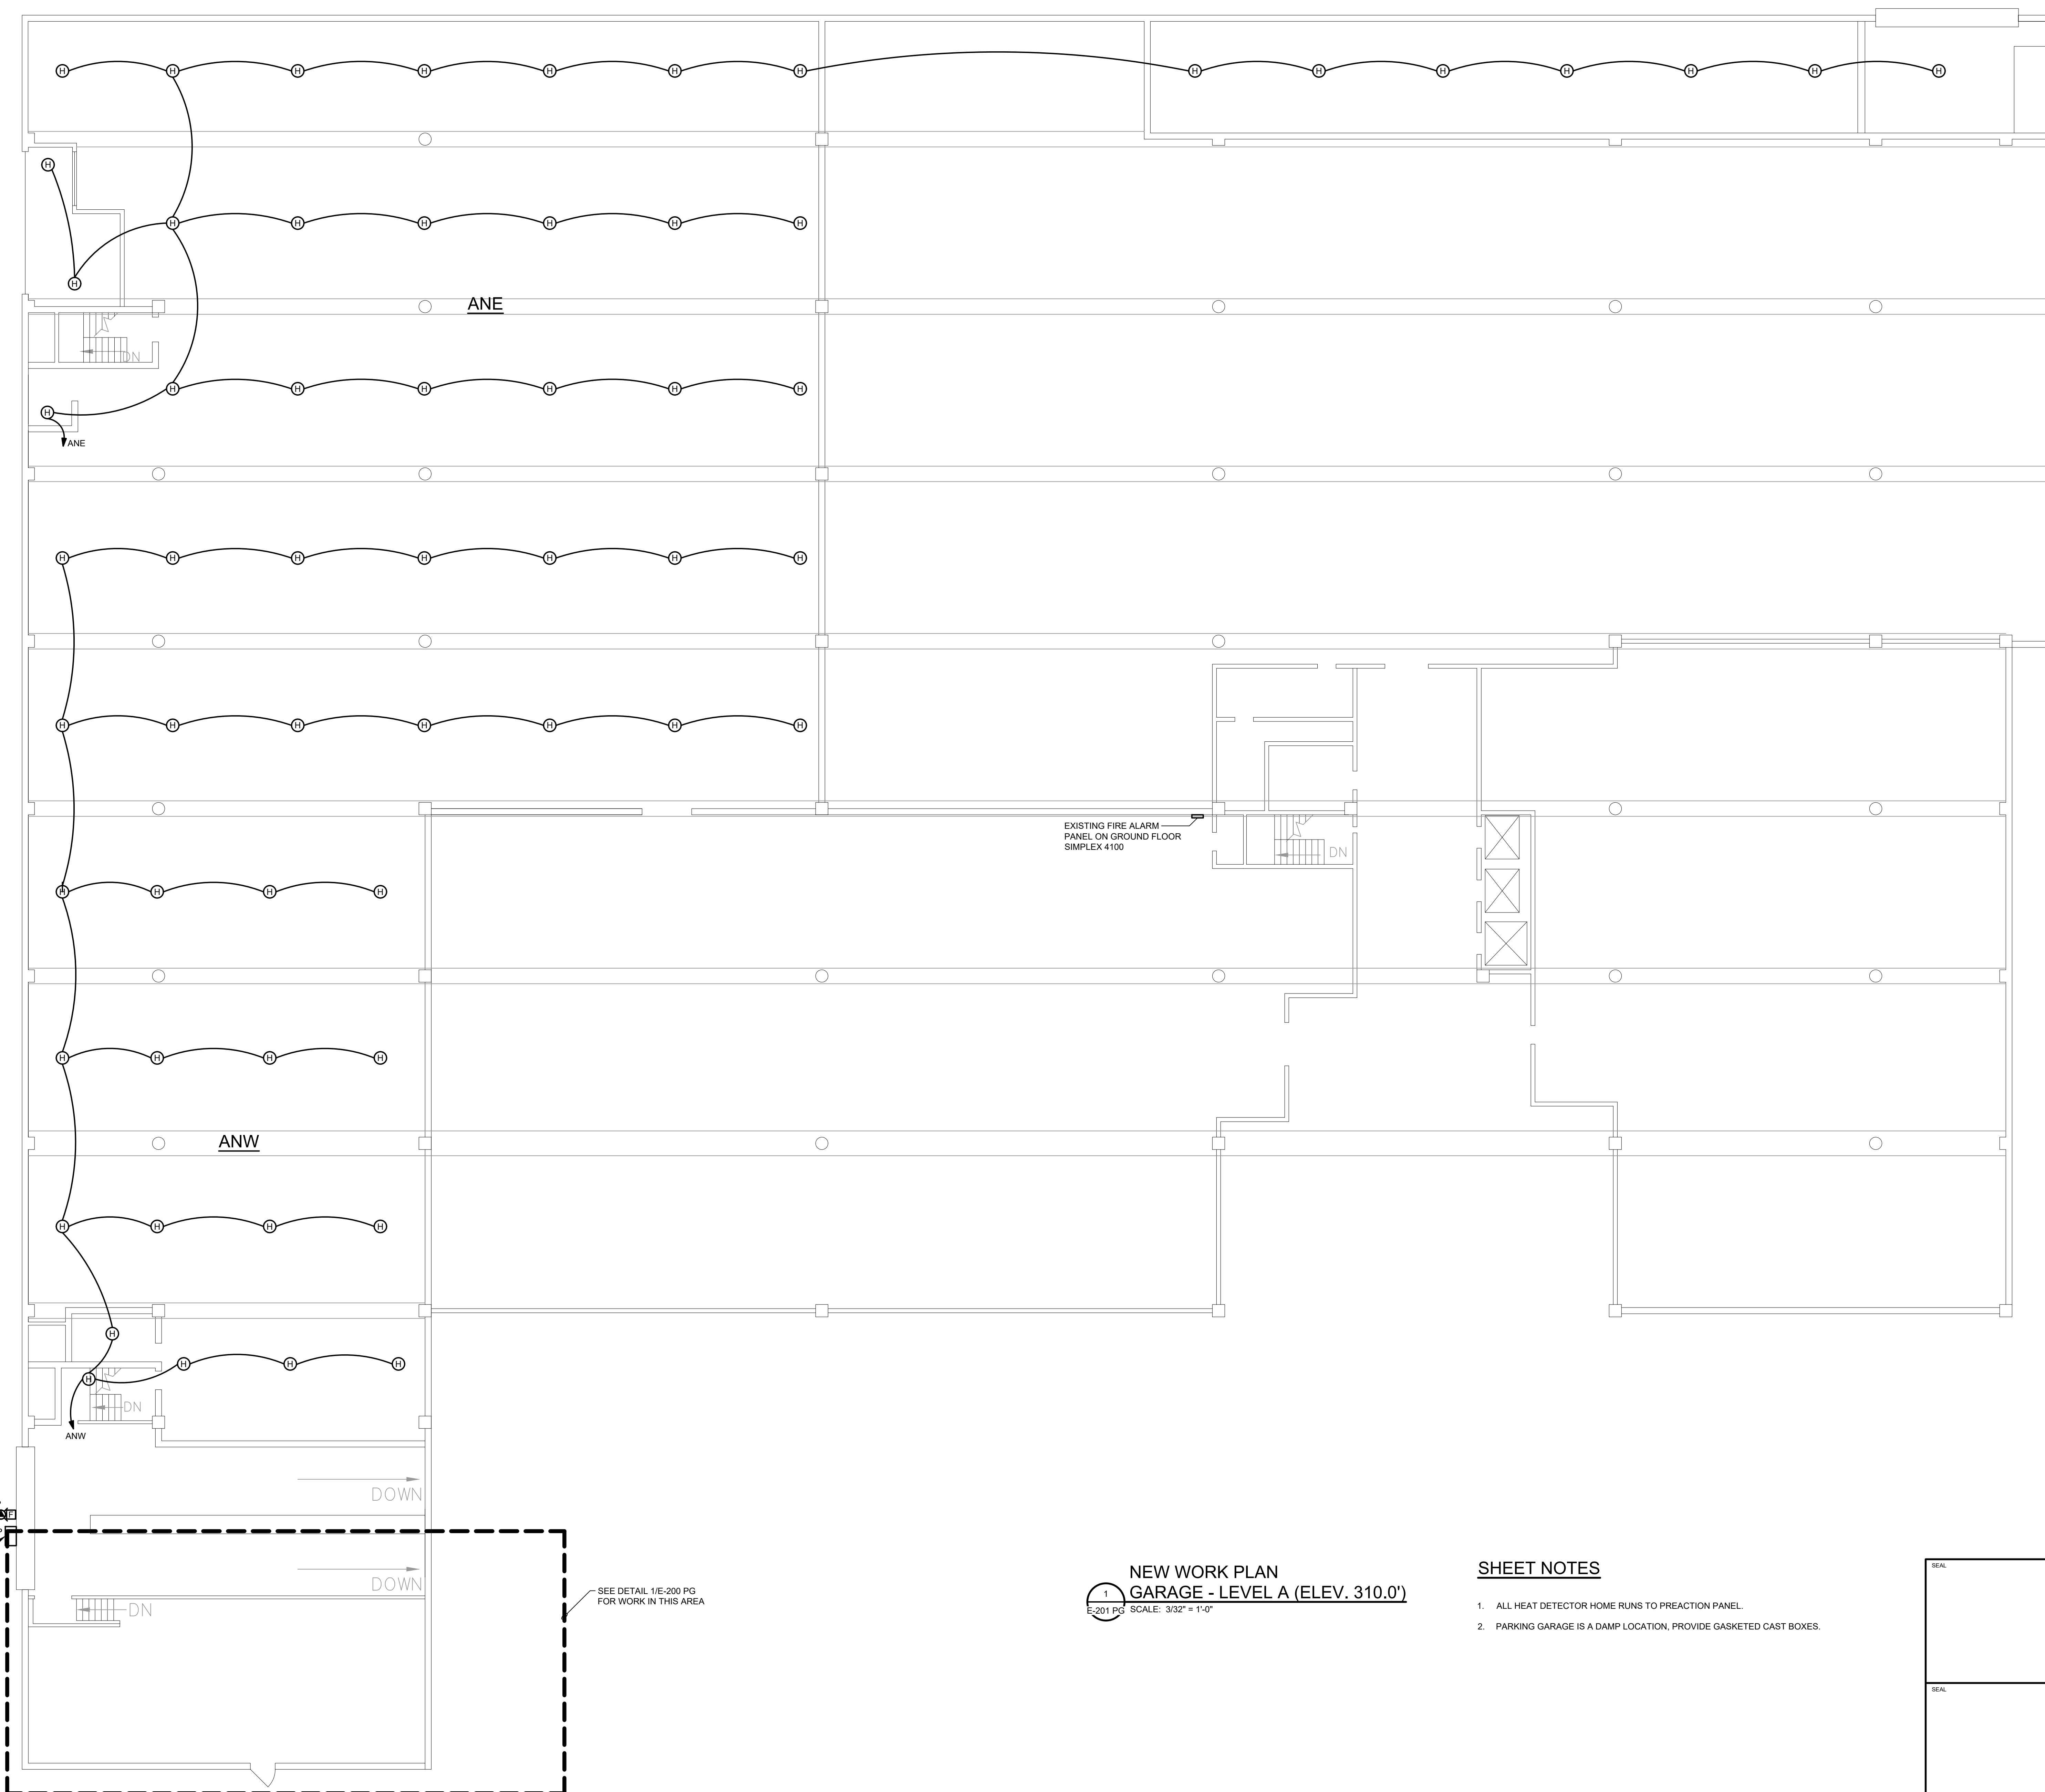 H H H H H H H H H H H H H H
H
H H H H H H
H
ANE
DN
H H H H H H
H
ANE
H H H H H H H
H H H H H H H
EXISTING FIRE ALARM
PANEL ON GROUND FLOOR
SIMPLEX 4100
DN
H H H H
H H H H
ANW
H H H H
H
H H H
H
DN
ANW
DOWN
F
DOWN
DN
SEE DETAIL 1/E-200 PG
FOR WORK IN THIS AREA
1
E-201 PG
NEW WORK PLAN
GARAGE - LEVEL A (ELEV. 310.0')
SCALE: 3/32" = 1'-0"
SHEET NOTES
1. ALL HEAT DETECTOR HOME RUNS TO PREACTION PANEL.
2. PARKING GARAGE IS A DAMP LOCATION, PROVIDE GASKETED CAST BOXES.
SEAL
SEAL